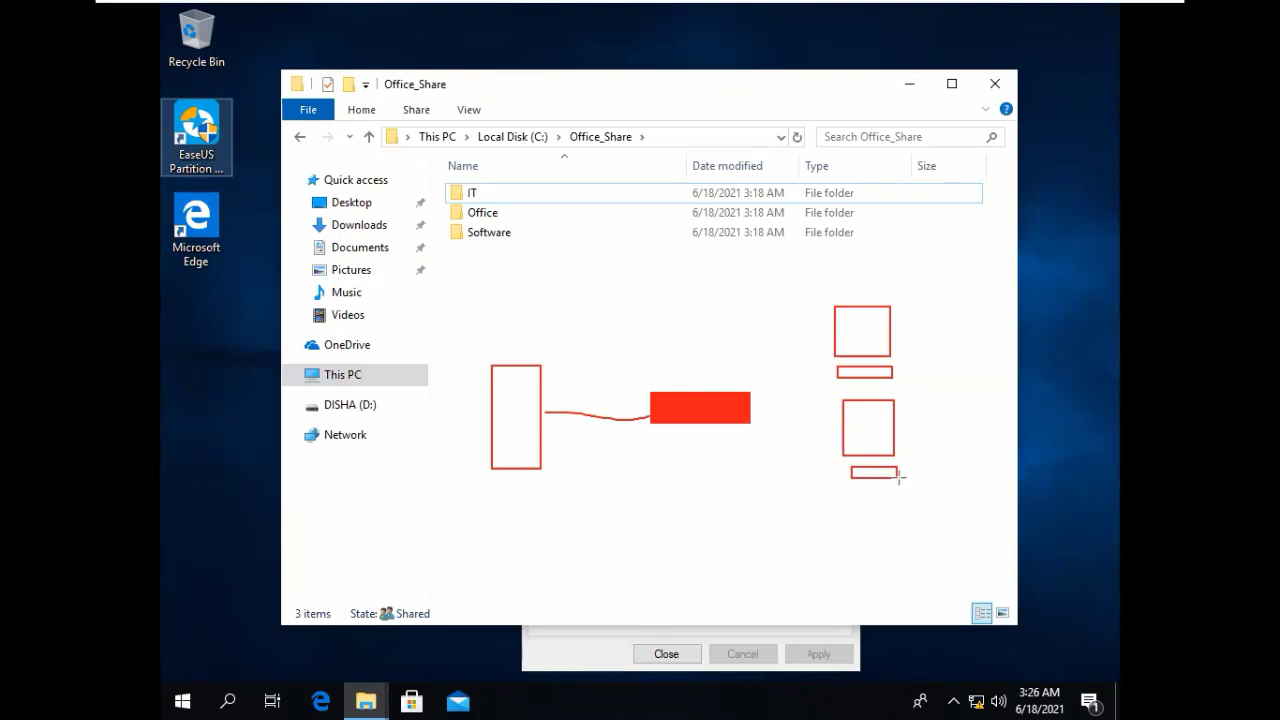 Recycle Bin
EaseUS
Partition ...
Microsoft
Edge
Office_Share
File Home Share View
This PC Local Disk (C:) Office_Share
Search Office_Share
Name Date modified Type Size
Quick access
Desktop
Downloads
Documents
Pictures
Music
Videos
OneDrive
This PC
DISHA (D:)
Network
IT 6/18/2021 3:18 AM File folder
Office 6/18/2021 3:18 AM File folder
Software 6/18/2021 3:18 AM File folder
3 items State: Shared
Close Cancel Apply
3:26 AM
6/18/2021
1